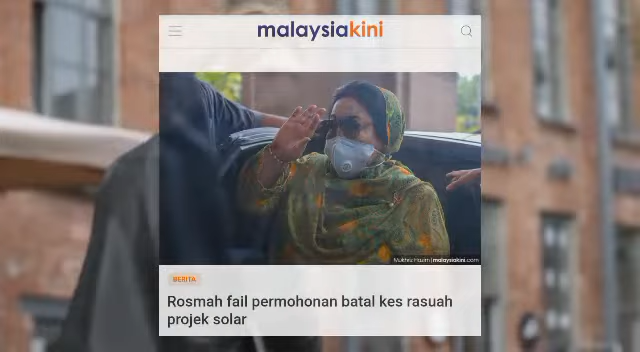 malaysiakini
Mukhriz Hazim | malaysiakini.com
BERITA
Rosmah fail permohonan batal kes rasuah
projek solar